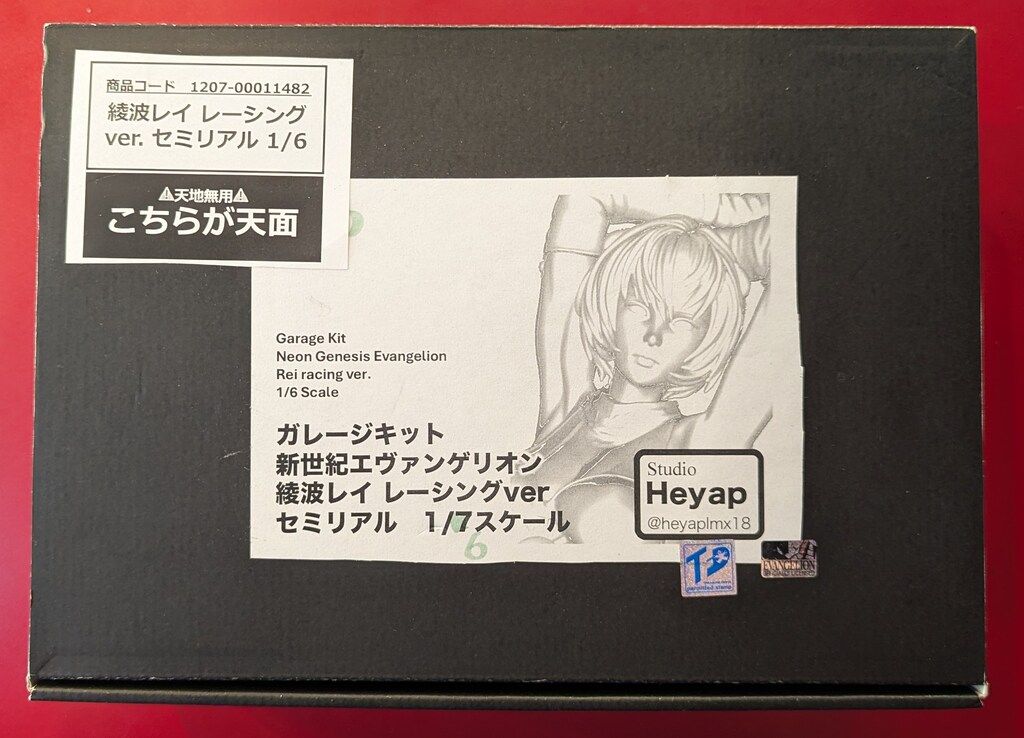 商品コード 1207-00011482
綾波レイ レーシング
ver. セミリアル 1/6
⚠天地無用⚠
こちらが天面
Garage Kit
Neon Genesis Evangelion
Rei racing ver.
1/6 Scale
ガレージキット
新世紀エヴァンゲリオン
綾波レイ レーシングver
セミリアル 1/7スケール
6
Studio
Heyap
@heyaplmx18
permitted stamp
EVANGELION